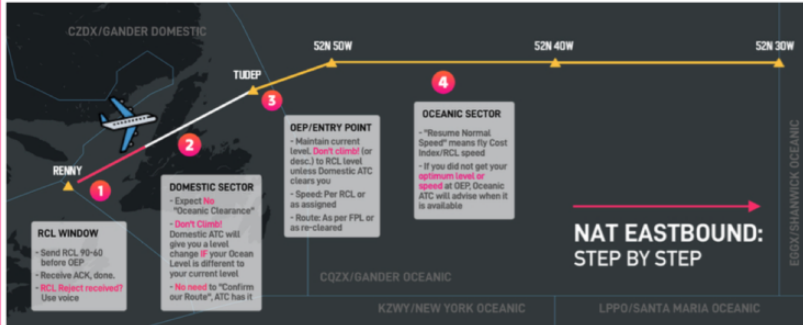 CZDX/GANDER DOMESTIC
52N 50W
52N 40W
52N 30W
TUDEP
RENNY
1
2
3
4
RCL WINDOW
- Send RCL 90-60
before OEP
- Receive ACK, done.
- RCL Reject received?
Use voice
DOMESTIC SECTOR
- Expect No
"Oceanic Clearance"
- Don't Climb!
Domestic ATC will
give you a level
change IF your Ocean
Level is different to
your current level
- No need to "Confirm
our Route", ATC has it
OEP/ENTRY POINT
- Maintain current
level, Don't climb! (or
desc.) to RCL level
unless Domestic ATC
clears you
- Speed: Per RCL or
as assigned
- Route: As per FPL or
as re-cleared
OCEANIC SECTOR
- "Resume Normal
Speed" means fly Cost
Index/RCL speed
- If you did not get your
optimum level or
speed at OEP, Oceanic
ATC will advise when it
is available
NAT EASTBOUND:
STEP BY STEP
EGGX/SHANWICK OCEANIC
CQZX/GANDER OCEANIC
KZWY/NEW YORK OCEANIC
LPPO/SANTA MARIA OCEANIC